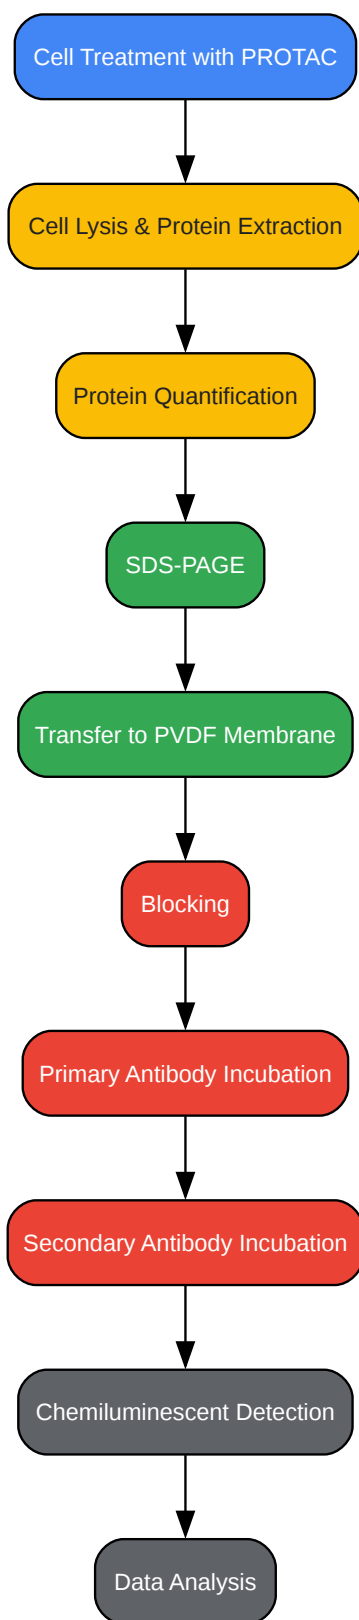 Cell Treatment with PROTAC
Cell Lysis & Protein Extraction
Protein Quantification
SDS-PAGE
Transfer to PVDF Membrane
Blocking
Primary Antibody Incubation
Secondary Antibody Incubation
Chemiluminescent Detection
Data Analysis